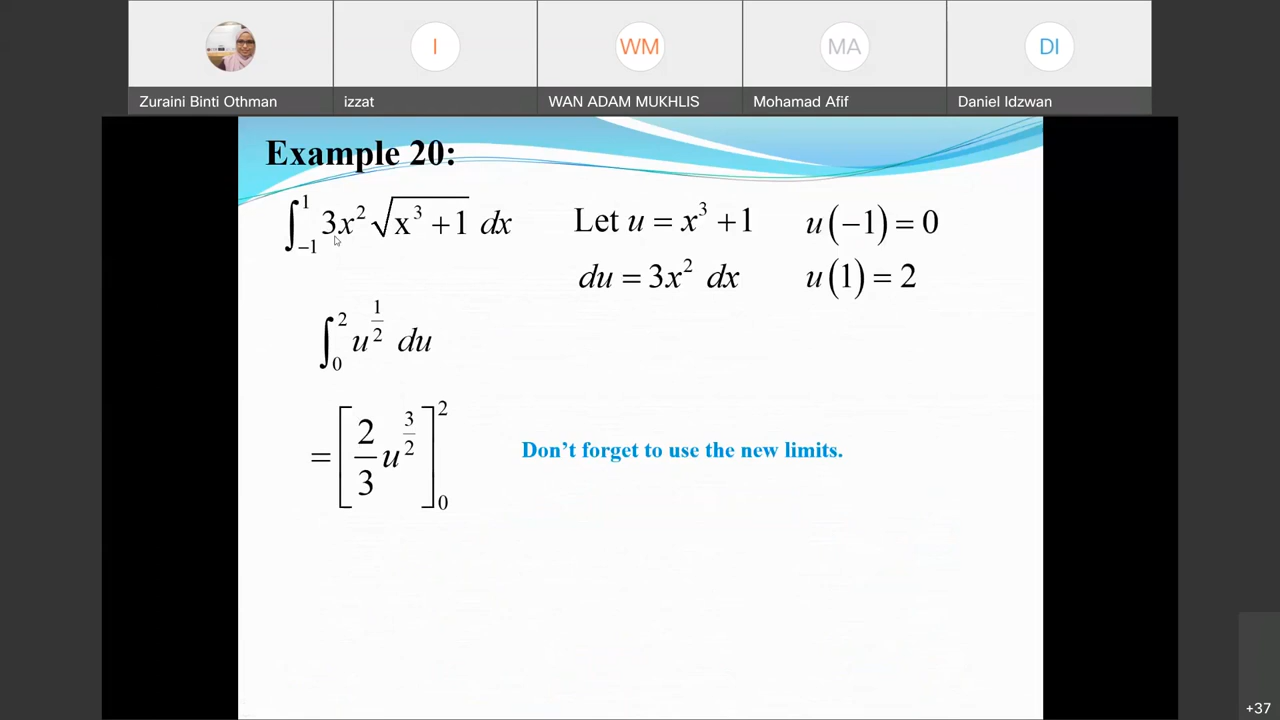 I
WM
MA
DI
Zuraini Binti Othman
izzat
WAN ADAM MUKHLIS
Mohamad Afif
Daniel Idzwan
Example 20:
∫₋₁¹ 3x² √(x³ + 1) dx
Let u = x³ + 1
u(−1) = 0
du = 3x² dx
u(1) = 2
∫₀² u^(1/2) du
= [2/3 u^(3/2)]₀²
Don’t forget to use the new limits.
+37